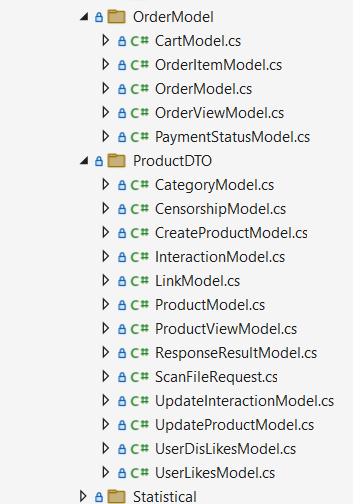 OrderModel
C# CartModel.cs
C# OrderItemModel.cs
C# OrderModel.cs
C# OrderViewModel.cs
C# PaymentStatusModel.cs
ProductDTO
C# CategoryModel.cs
C# CensorshipModel.cs
C# CreateProductModel.cs
C# InteractionModel.cs
C# LinkModel.cs
C# ProductModel.cs
C# ProductViewModel.cs
C# ResponseResultModel.cs
C# ScanFileRequest.cs
C# UpdateInteractionModel.cs
C# UpdateProductModel.cs
C# UserDisLikesModel.cs
C# UserLikesModel.cs
Statistical